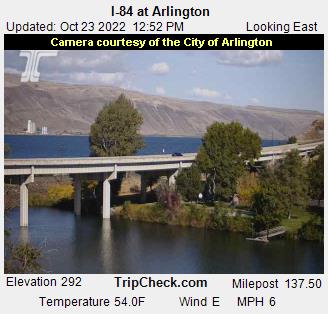 I-84 at Arlington
Updated: Oct 23 2022 12:52 PM Looking East
Camera courtesy of the City of Arlington
Elevation 292 TripCheck.com Milepost 137.50
Temperature 54.0F Wind E MPH 6